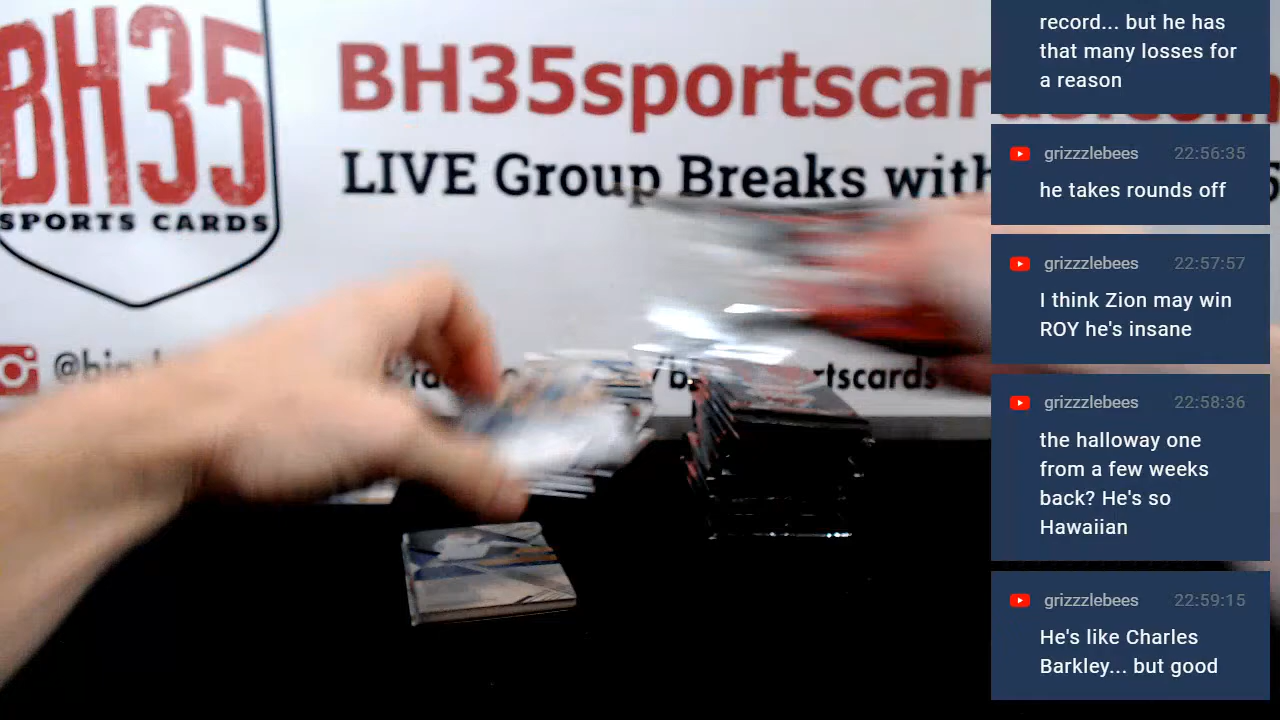 BH35
SPORTS CARDS
BH35sportscar
LIVE Group Breaks with
rtscards
record... but he has
that many losses for
a reason
grizzzlebees 22:56:35
he takes rounds off
grizzzlebees 22:57:57
I think Zion may win
ROY he's insane
grizzzlebees 22:58:36
the halloway one
from a few weeks
back? He's so
Hawaiian
grizzzlebees 22:59:15
He's like Charles
Barkley... but good